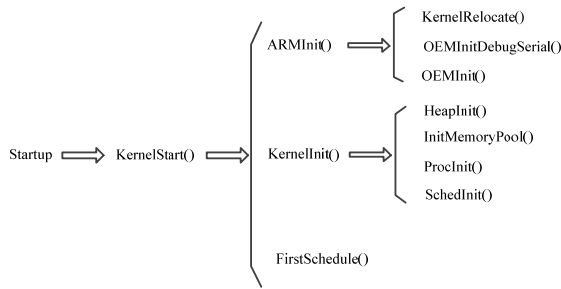 KernelRelocate()
ARMInit()
OEMInitDebugSerial()
OEMInit()
HeapInit()
InitMemoryPool()
Startup
KernelStart()
KernelInit()
ProcInit()
SchedInit()
FirstSchedule()